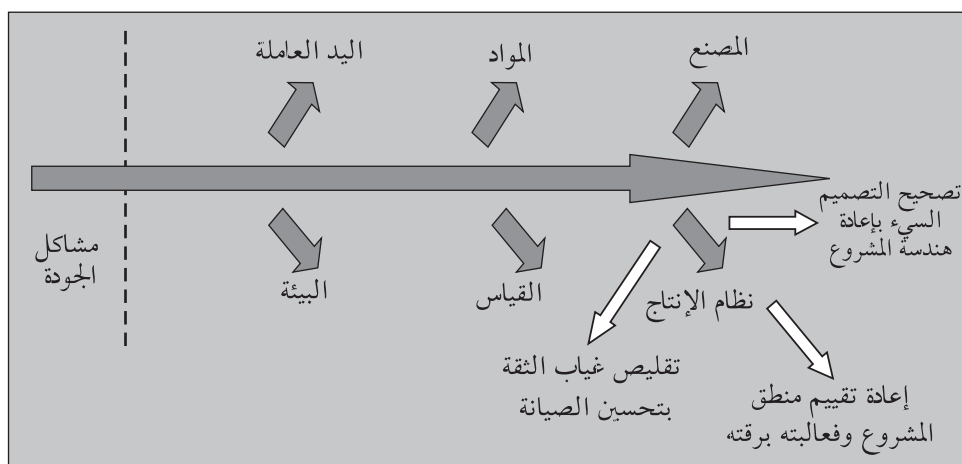 المصنع
المواد
اليد العاملة
تصحيح التصميم
السيء بإعادة
هندسة المشروع
مشاكل
الجودة
نظام الإنتاج
القياس
البيئة
تقليص غياب الثقة
بتحسين الصيانة
إعادة تقييم منطق
المشروع وفعالبته برقته